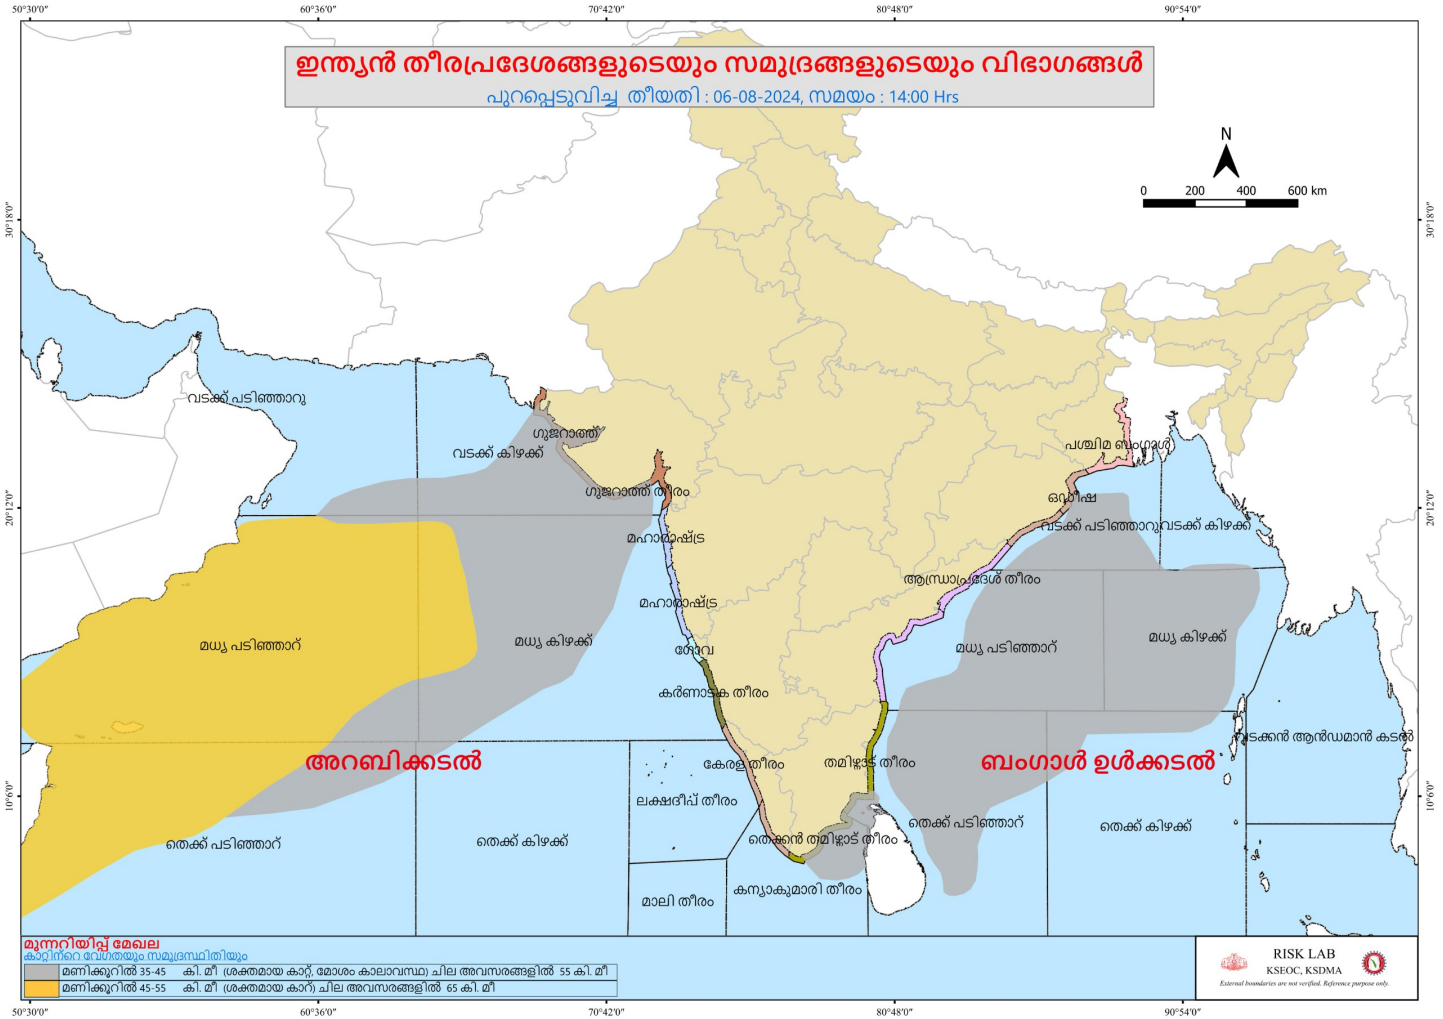 50°30'0" 60°36'0" 70°42'0" 80°48'0" 90°54'0"
ഇന്ത്യൻ തീരപ്രദേശങ്ങളുടെയും സമുദ്രങ്ങളുടെയും വിഭാഗങ്ങൾ
പുറപ്പെടുവിച്ച തീയതി : 06-08-2024, സമയം : 14:00 Hrs
N
0 200 400 600 km
30°18'0" 30°18'0"
വടക്ക് പടിഞ്ഞാറു
ഗുജറാത്ത്
വടക്ക് കിഴക്ക്
പശ്ചിമ ബംഗാൾ
ഗുജറാത്ത് തീരം
ഒഡീഷ
20°12'0" 20°12'0"
വടക്ക് പടിഞ്ഞാറു വടക്ക് കിഴക്ക്
മഹാരാഷ്ട്ര
ആന്ധ്രാപ്രദേശ് തീരം
മഹാരാഷ്ട്ര
മധ്യ പടിഞ്ഞാറ്
മധ്യ കിഴക്ക്
ഗോവ
മധ്യ പടിഞ്ഞാറ്
മധ്യ കിഴക്ക്
കർണാടക തീരം
വടക്കൻ ആൻഡമാൻ കടൽ
അറബിക്കടൽ
കേരള തീരം
തമിഴ്നാട് തീരം
ബംഗാൾ ഉൾക്കടൽ
10°6'0" 10°6'0"
ലക്ഷദീപ് തീരം
തെക്ക് പടിഞ്ഞാറ്
തെക്ക് കിഴക്ക്
തെക്കൻ തമിഴ്നാട് തീരം
തെക്ക് പടിഞ്ഞാറ്
തെക്ക് കിഴക്ക്
കന്യാകുമാരി തീരം
മാലി തീരം
മുന്നറിയിപ്പ് മേഖല
കാറ്റിന്റെ വേഗതയും സമുദ്രസ്ഥിതിയും
മണിക്കൂറിൽ 35-45 കി. മീ (ശക്തമായ കാറ്റ്, മോശം കാലാവസ്ഥ) ചില അവസരങ്ങളിൽ 55 കി. മീ
മണിക്കൂറിൽ 45-55 കി. മീ (ശക്തമായ കാറ്) ചില അവസരങ്ങളിൽ 65 കി. മീ
RISK LAB
KSEOC, KSDMA
External boundaries are not verified. Reference purpose only.
50°30'0" 60°36'0" 70°42'0" 80°48'0" 90°54'0"